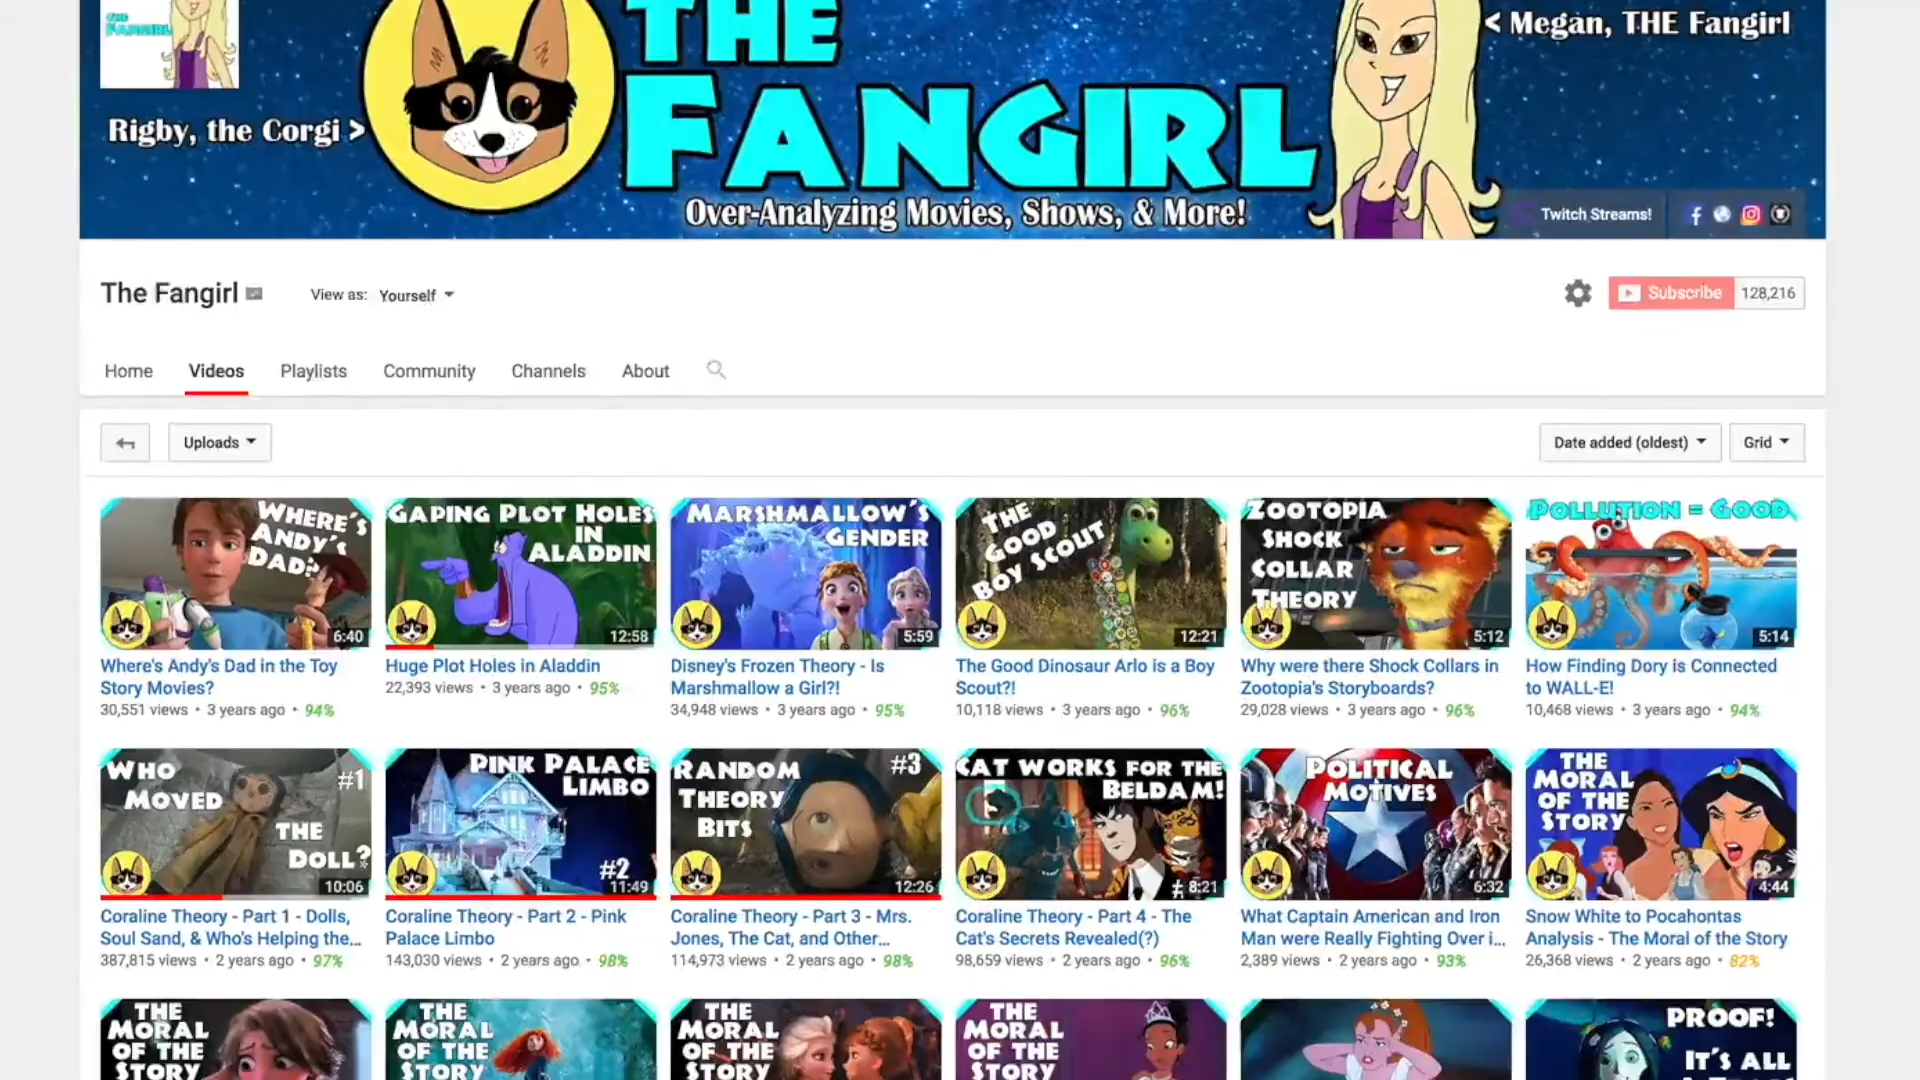 THE
FANGIRL
THE
FANGIRL
< Megan, THE Fangirl
Rigby, the Corgi >
Over-Analyzing Movies, Shows, & More!
Twitch Streams!
The Fangirl
View as: Yourself
Subscribe 128,216
Home Videos Playlists Community Channels About
Uploads
Date added (oldest) Grid
WHERE'S
ANDY'S
DAD?
6:40
Where's Andy's Dad in the Toy
Story Movies?
30,551 views • 3 years ago • 94%
GAPING PLOT HOLES
IN
ALADDIN
12:58
Huge Plot Holes in Aladdin
22,393 views • 3 years ago • 95%
MARSHMALLOW'S
GENDER
5:59
Disney's Frozen Theory - Is
Marshmallow a Girl?!
34,948 views • 3 years ago • 95%
THE
GOOD
BOY SCOUT
12:21
The Good Dinosaur Arlo is a Boy
Scout?!
10,118 views • 3 years ago • 96%
ZOOTOPIA
SHOCK
COLLAR
THEORY
5:12
Why were there Shock Collars in
Zootopia's Storyboards?
29,028 views • 3 years ago • 96%
POLLUTION = GOOD
5:14
How Finding Dory is Connected
to WALL-E!
10,468 views • 3 years ago • 94%
WHO
MOVED
#1
THE
DOLL?
10:06
Coraline Theory - Part 1 - Dolls,
Soul Sand, & Who's Helping the...
387,815 views • 2 years ago • 97%
PINK PALACE
LIMBO
#2
11:49
Coraline Theory - Part 2 - Pink
Palace Limbo
143,030 views • 2 years ago • 98%
RANDOM #3
THEORY
BITS
12:26
Coraline Theory - Part 3 - Mrs.
Jones, The Cat, and Other...
114,973 views • 2 years ago • 98%
CAT WORKS FOR THE
BELDAM!
# 8:21
Coraline Theory - Part 4 - The
Cat's Secrets Revealed(?)
98,659 views • 2 years ago • 96%
POLITICAL
MOTIVES
6:32
What Captain American and Iron
Man were Really Fighting Over i...
2,389 views • 2 years ago • 93%
THE
MORAL
OF THE
STORY
4:44
Snow White to Pocahontas
Analysis - The Moral of the Story
26,368 views • 2 years ago • 82%
THE
MORAL
OF THE
STORY
THE
MORAL
OF THE
STORY
THE
MORAL
OF THE
STORY
THE
MORAL
OF THE
STORY
PROOF!
IT'S ALL